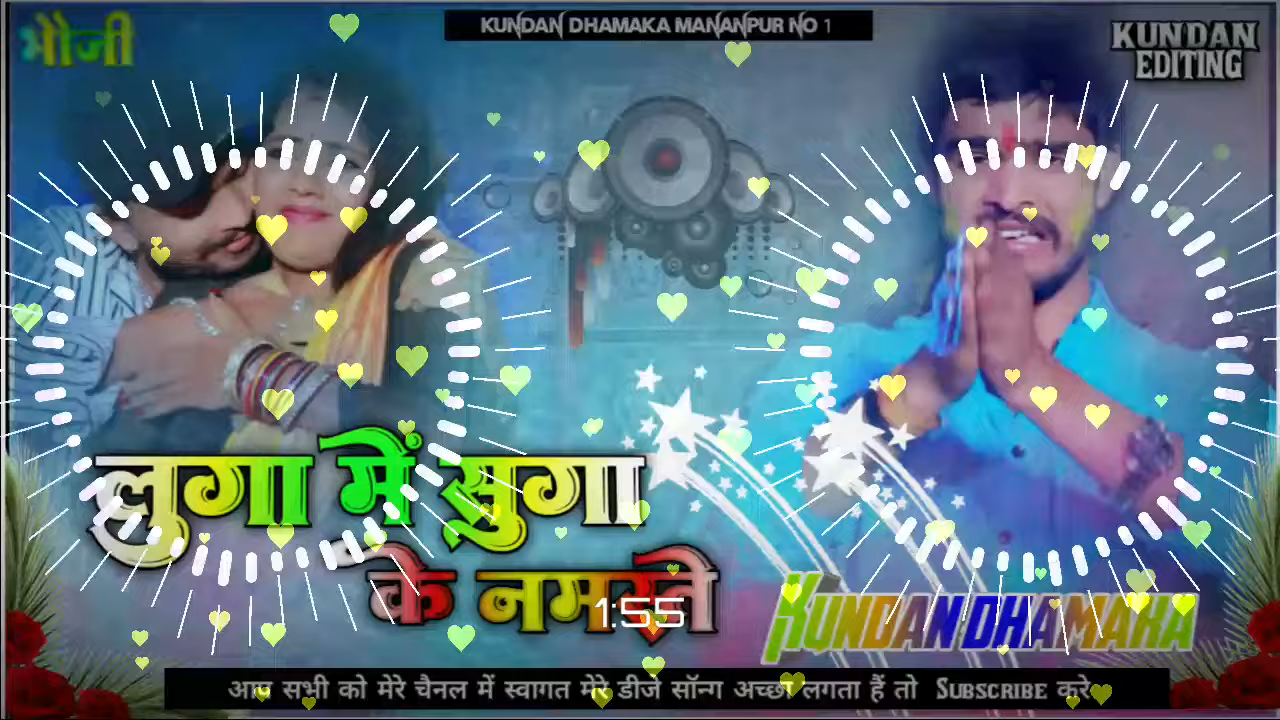 भौजी
KUNDAN DHAMAKA MANANPUR NO 1
KUNDAN
EDITING
लुगा में सुगा
के नमस्ते
1:55
KUNDAN DHAMAKA
आप सभी को मेरे चैनल में स्वागत मेरे डीजे सॉन्ग अच्छा लगता हैं तो SUBSCRIBE करे